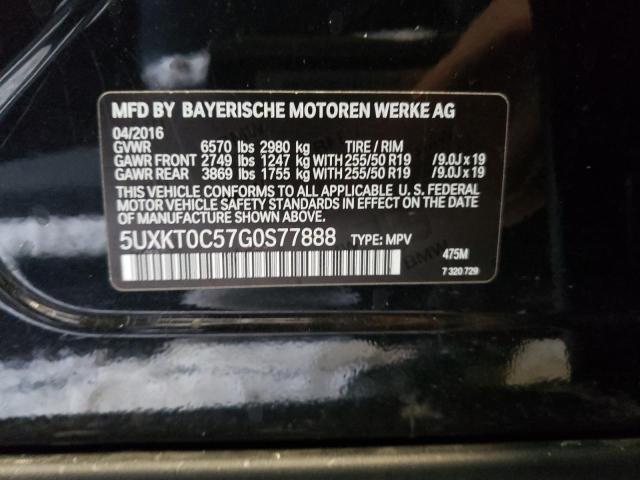 MFD BY BAYERISCHE MOTOREN WERKE AG
04/2016
GVWR 6570 lbs 2980 kg TIRE / RIM
GAWR FRONT 2749 lbs 1247 kg WITH 255/50 R19 /9.0J x 19
GAWR REAR 3869 lbs 1755 kg WITH 255/50 R19 /9.0J x 19
THIS VEHICLE CONFORMS TO ALL APPLICABLE U. S. FEDERAL
MOTOR VEHICLE SAFETY STANDARDS IN EFFECT ON THE DATE
OF MANUFACTURE SHOWN ABOVE.
5UXKT0C57G0S77888 TYPE: MPV 475M
7 320 729
BMW